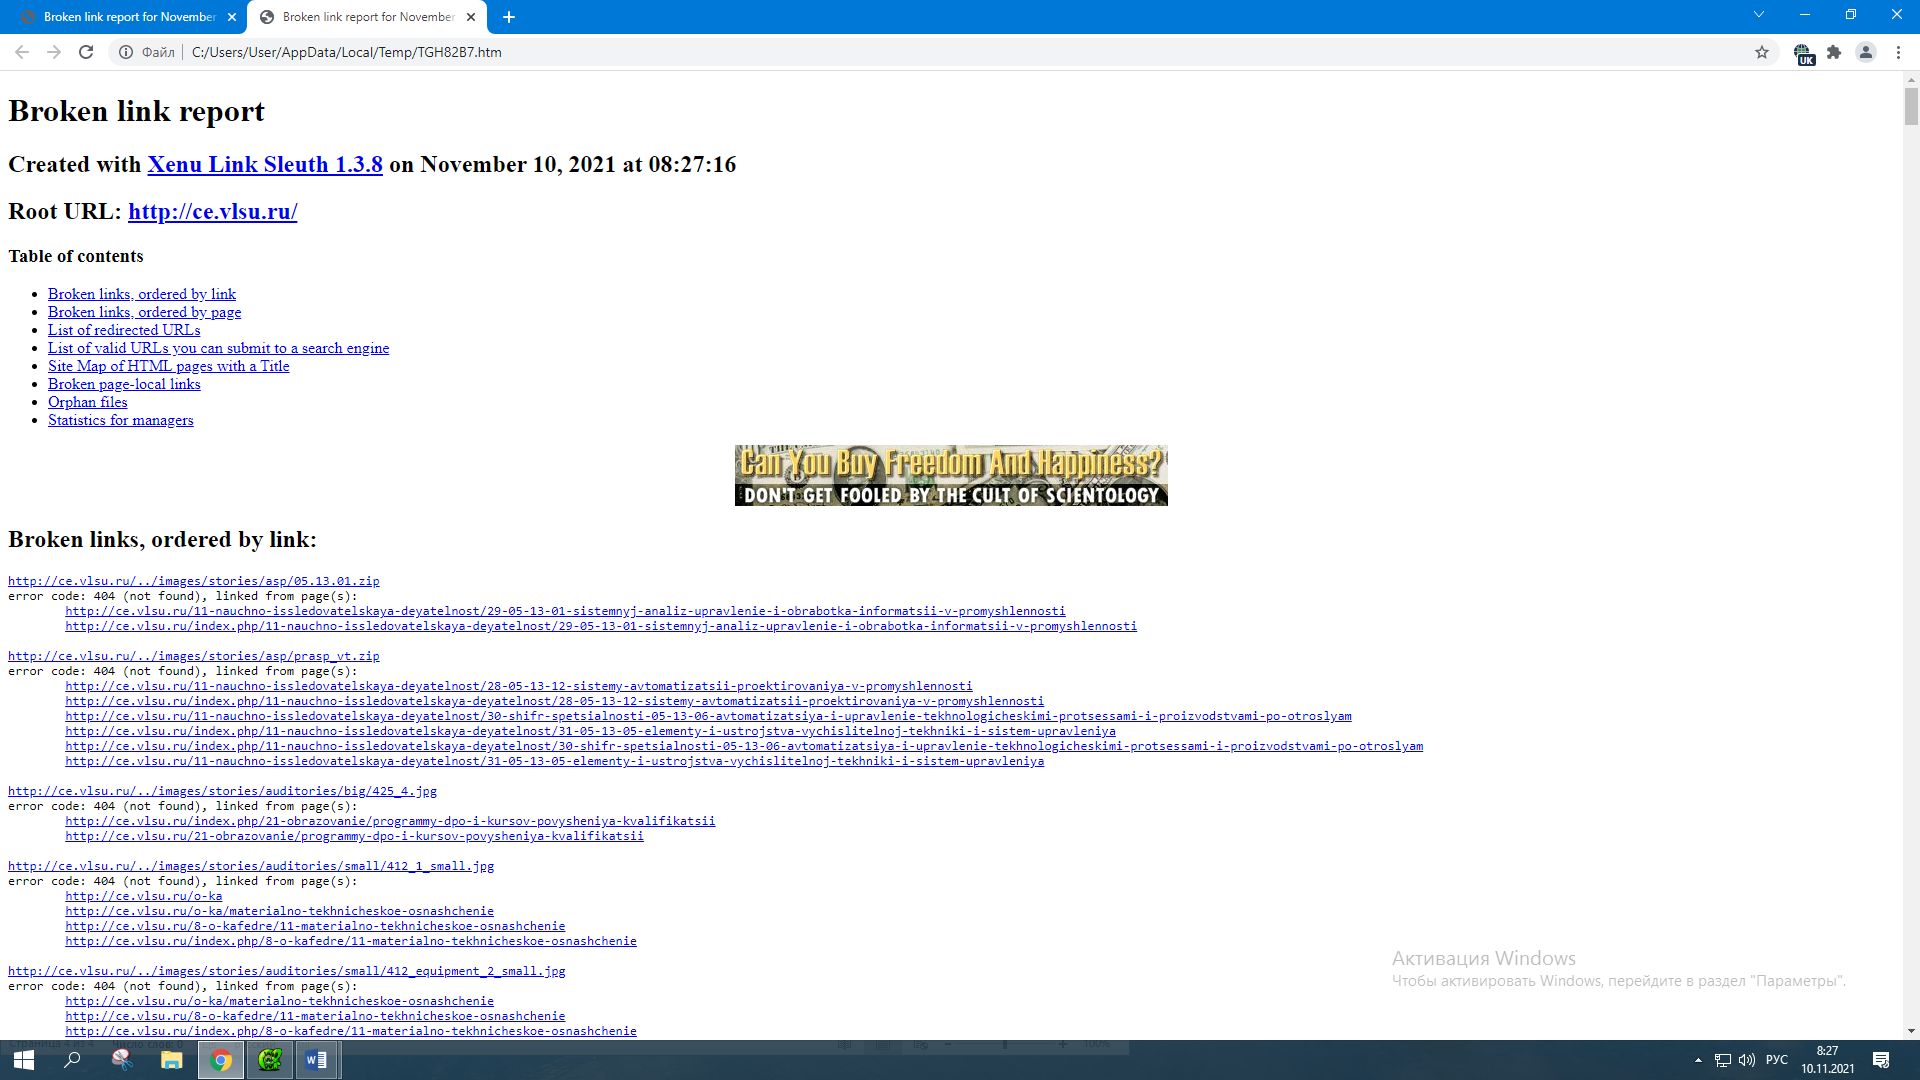 Broken link report for November
Broken link report for November
Файл
C:/Users/User/AppData/Local/Temp/TGH82B7.htm
UK
Broken link report
Created with Xenu Link Sleuth 1.3.8 on November 10, 2021 at 08:27:16
Root URL: http://ce.vlsu.ru/
Table of contents
Broken links, ordered by link
Broken links, ordered by page
List of redirected URLs
List of valid URLs you can submit to a search engine
Site Map of HTML pages with a Title
Broken page-local links
Orphan files
Statistics for managers
Can You Buy Freedom And Happiness?
DON'T GET FOOLED BY THE CULT OF SCIENTOLOGY
Broken links, ordered by link:
http://ce.vlsu.ru/../images/stories/asp/05.13.01.zip
error code: 404 (not found), linked from page(s):
http://ce.vlsu.ru/11-nauchno-issledovatelskaya-deyatelnost/29-05-13-01-sistemnyj-analiz-upravlenie-i-obrabotka-informatsii-v-promyshlennosti
http://ce.vlsu.ru/index.php/11-nauchno-issledovatelskaya-deyatelnost/29-05-13-01-sistemnyj-analiz-upravlenie-i-obrabotka-informatsii-v-promyshlennosti
http://ce.vlsu.ru/../images/stories/asp/prasp_vt.zip
error code: 404 (not found), linked from page(s):
http://ce.vlsu.ru/11-nauchno-issledovatelskaya-deyatelnost/28-05-13-12-sistemy-avtomatizatsii-proektirovaniya-v-promyshlennosti
http://ce.vlsu.ru/index.php/11-nauchno-issledovatelskaya-deyatelnost/28-05-13-12-sistemy-avtomatizatsii-proektirovaniya-v-promyshlennosti
http://ce.vlsu.ru/11-nauchno-issledovatelskaya-deyatelnost/30-shifr-spetsialnosti-05-13-06-avtomatizatsiya-i-upravlenie-tekhnologicheskimi-protsessami-i-proizvodstvami-po-otroslyam
http://ce.vlsu.ru/index.php/11-nauchno-issledovatelskaya-deyatelnost/31-05-13-05-elementy-i-ustrojstva-vychislitelnoj-tekhniki-i-sistem-upravleniya
http://ce.vlsu.ru/index.php/11-nauchno-issledovatelskaya-deyatelnost/30-shifr-spetsialnosti-05-13-06-avtomatizatsiya-i-upravlenie-tekhnologicheskimi-protsessami-i-proizvodstvami-po-otroslyam
http://ce.vlsu.ru/11-nauchno-issledovatelskaya-deyatelnost/31-05-13-05-elementy-i-ustrojstva-vychislitelnoj-tekhniki-i-sistem-upravleniya
http://ce.vlsu.ru/../images/stories/auditories/big/425_4.jpg
error code: 404 (not found), linked from page(s):
http://ce.vlsu.ru/index.php/21-obrazovanie/programmy-dpo-i-kursov-povysheniya-kvalifikatsii
http://ce.vlsu.ru/21-obrazovanie/programmy-dpo-i-kursov-povysheniya-kvalifikatsii
http://ce.vlsu.ru/../images/stories/auditories/small/412_1_small.jpg
error code: 404 (not found), linked from page(s):
http://ce.vlsu.ru/o-ka
http://ce.vlsu.ru/o-ka/materialno-tekhnicheskoe-osnashchenie
http://ce.vlsu.ru/8-o-kafedre/11-materialno-tekhnicheskoe-osnashchenie
http://ce.vlsu.ru/index.php/8-o-kafedre/11-materialno-tekhnicheskoe-osnashchenie
http://ce.vlsu.ru/../images/stories/auditories/small/412_equipment_2_small.jpg
error code: 404 (not found), linked from page(s):
http://ce.vlsu.ru/o-ka/materialno-tekhnicheskoe-osnashchenie
http://ce.vlsu.ru/8-o-kafedre/11-materialno-tekhnicheskoe-osnashchenie
http://ce.vlsu.ru/index.php/8-o-kafedre/11-materialno-tekhnicheskoe-osnashchenie
Активация Windows
Чтобы активировать Windows, перейдите в раздел "Параметры".
Страница 4 из 4 Число слов: 0
100%
РУС
8:27
10.11.2021